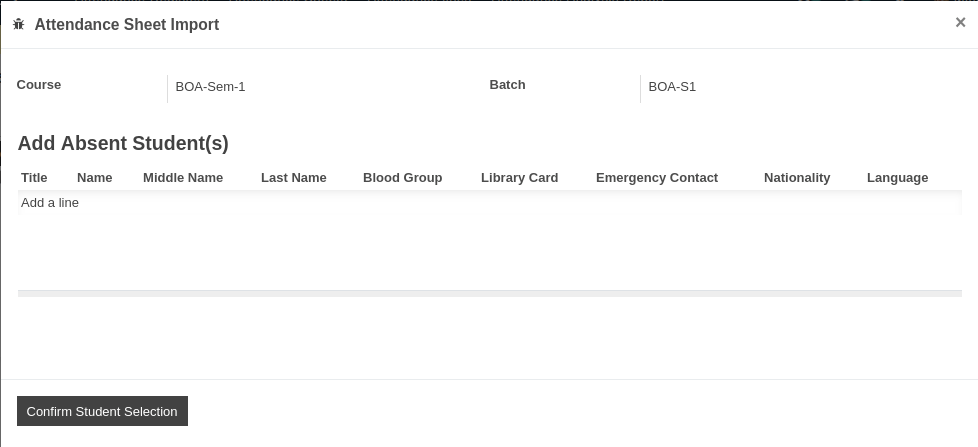 Attendance Sheet Import ×
Course BOA-Sem-1 Batch BOA-S1
Add Absent Student(s)
Title Name Middle Name Last Name Blood Group Library Card Emergency Contact Nationality Language
Add a line
Confirm Student Selection